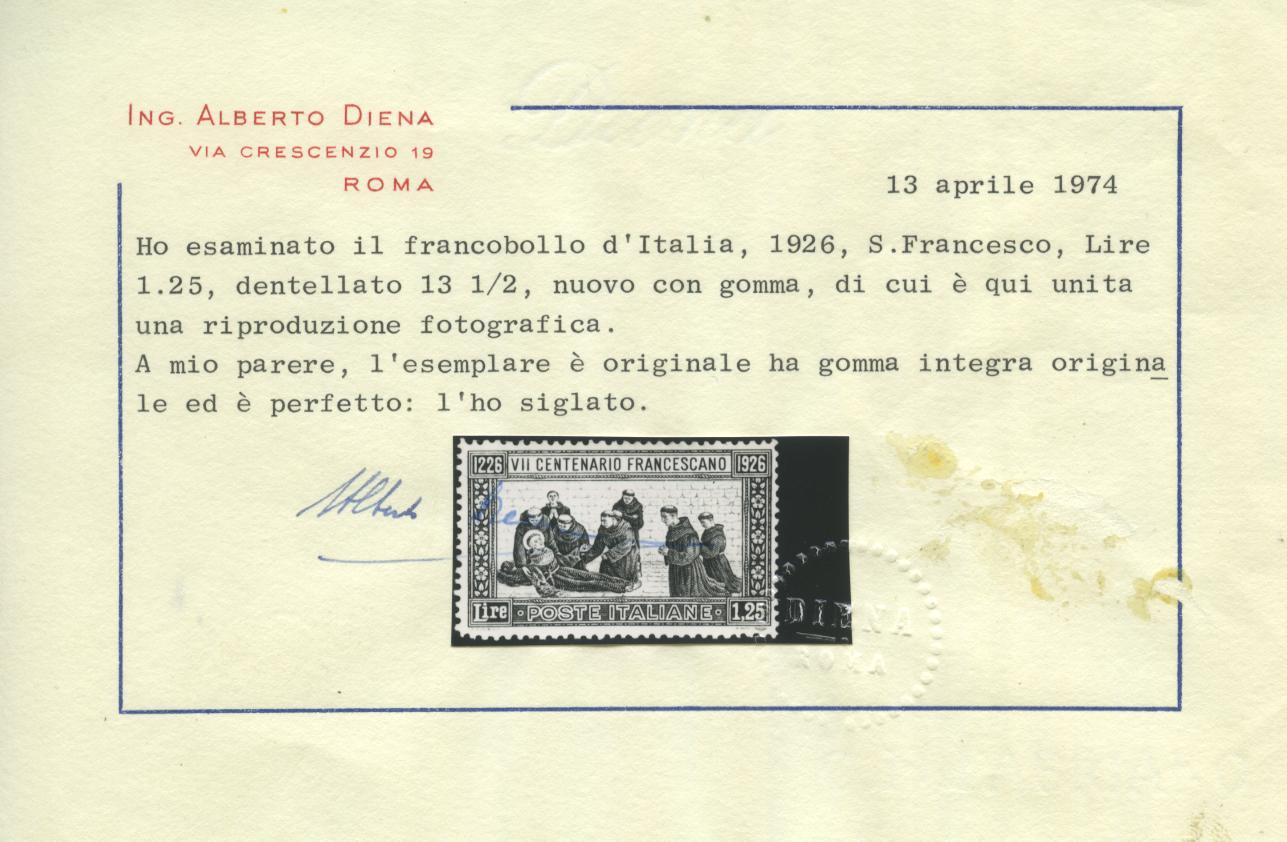 ING. ALBERTO DIENA
VIA CRESCENZIO 19
ROMA
13 aprile 1974
Ho esaminato il francobollo d'Italia, 1926, S.Francesco, Lire
1.25, dentellato 13 1/2, nuovo con gomma, di cui è qui unita
una riproduzione fotografica.
A mio parere, l'esemplare è originale ha gomma integra origina
le ed è perfetto: l'ho siglato.
1226 VII CENTENARIO FRANCESCANO 1926
Alberto
Lire · POSTE ITALIANE · 1,25
DIENA